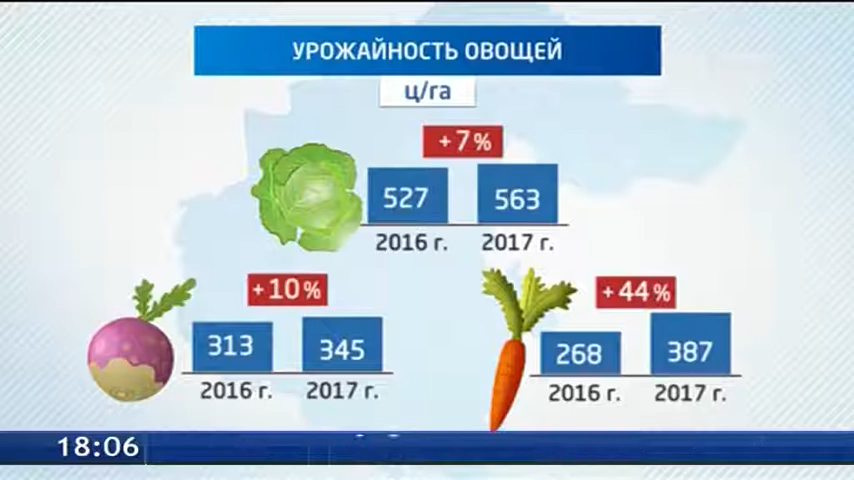 УРОЖАЙНОСТЬ ОВОЩЕЙ
ц/га
+7%
527 563
2016 г. 2017 г.
+10%
313 345
2016 г. 2017 г.
+44%
268 387
2016 г. 2017 г.
18:06